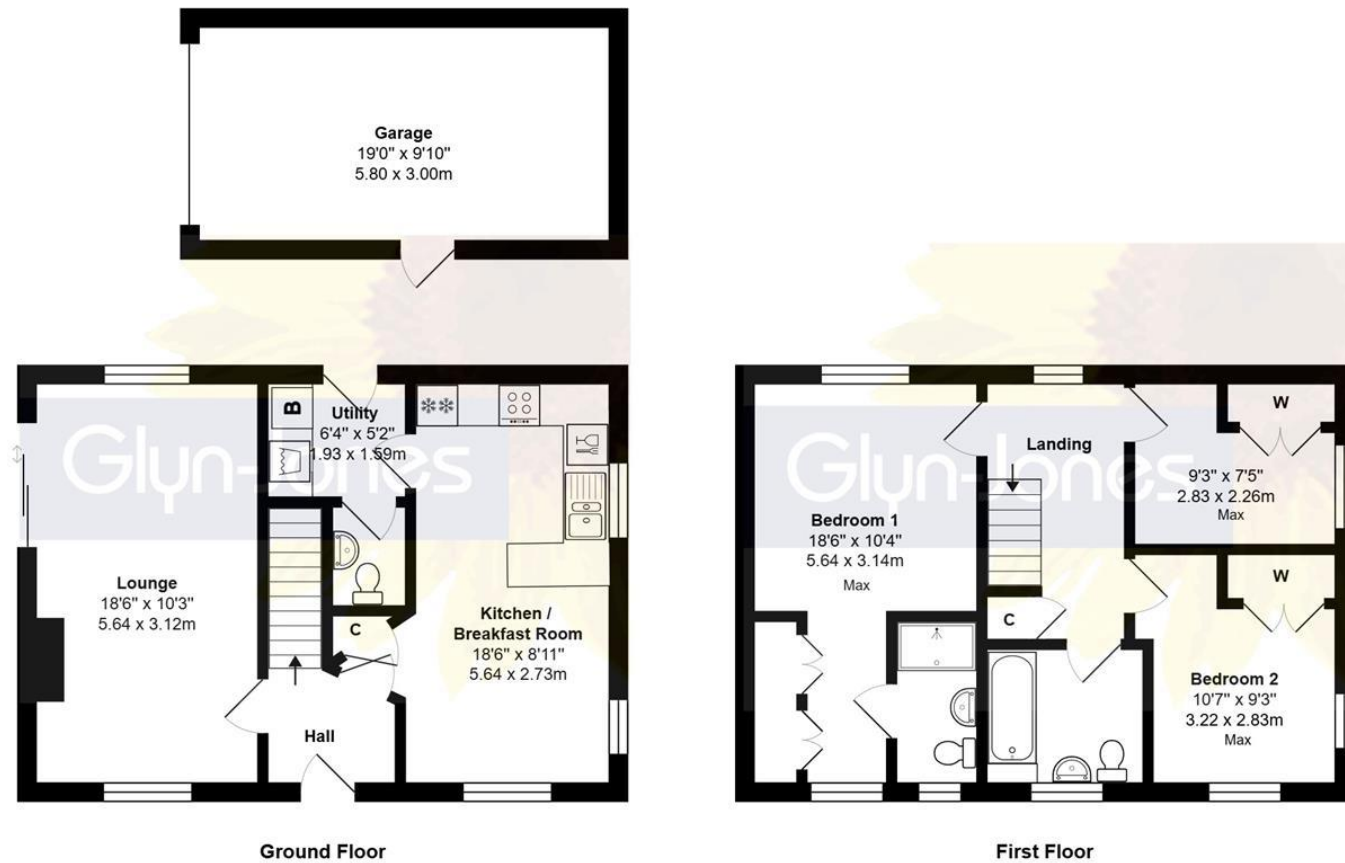 Garage
19'0" x 9'10"
5.80 x 3.00m
B
Utility
6'4" x 5'2"
1.93 x 1.59m
Glyn-Jones
Lounge
18'6" x 10'3"
5.64 x 3.12m
C
Kitchen /
Breakfast Room
18'6" x 8'11"
5.64 x 2.73m
Hall
Ground Floor
W
Landing
Glyn-Jones
9'3" x 7'5"
2.83 x 2.26m
Max
Bedroom 1
18'6" x 10'4"
5.64 x 3.14m
Max
W
C
Bedroom 2
10'7" x 9'3"
3.22 x 2.83m
Max
First Floor